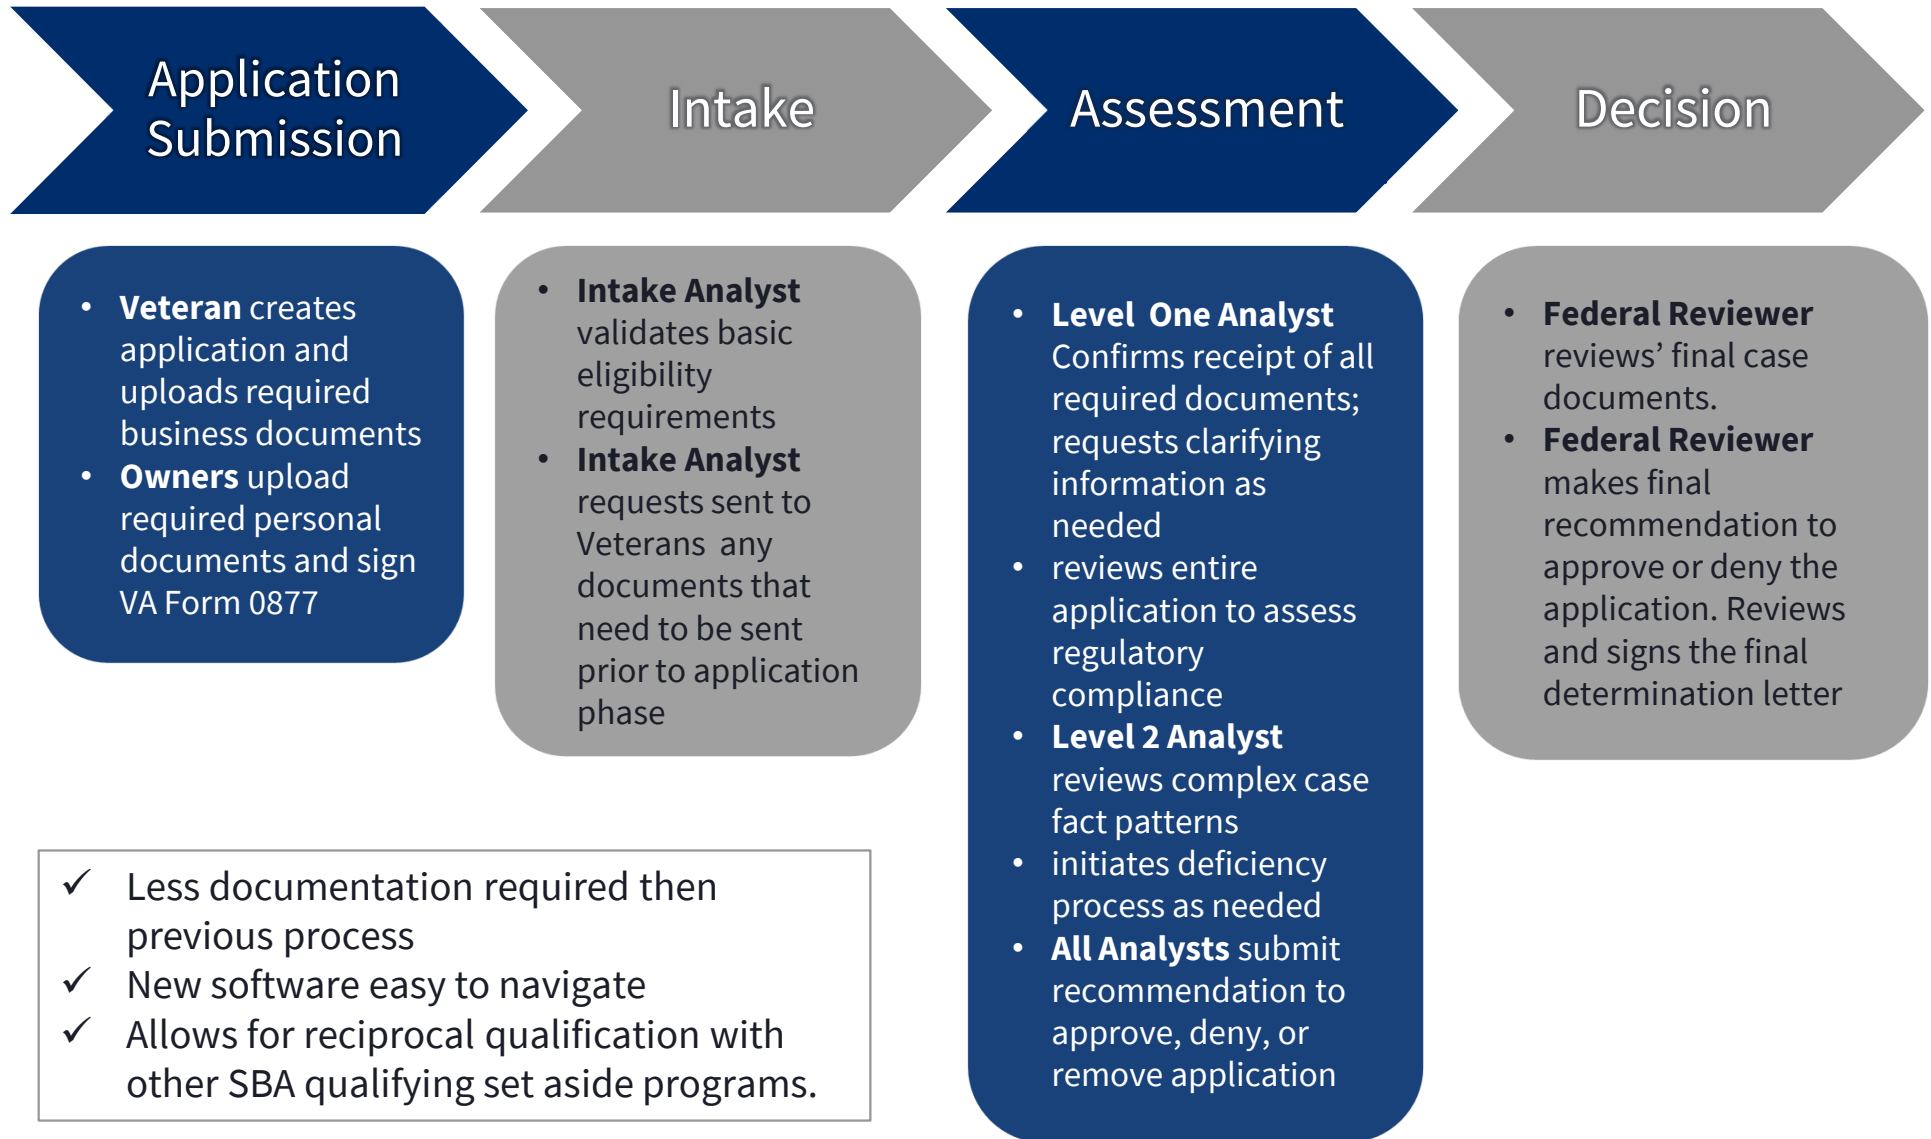 Application
Submission
Intake
Assessment
Decision
• Veteran creates
application and
uploads required
business documents
• Owners upload
required personal
documents and sign
VA Form 0877
• Intake Analyst
validates basic
eligibility
requirements
• Intake Analyst
requests sent to
Veterans  any
documents that
need to be sent
prior to application
phase
• Level  One Analyst
Confirms receipt of all
required documents;
requests clarifying
information as
needed
• reviews entire
application to assess
regulatory
compliance
• Level 2 Analyst
reviews complex case
fact patterns
• initiates deficiency
process as needed
• All Analysts submit
recommendation to
approve, deny, or
remove application
• Federal Reviewer
reviews’ final case
documents.
• Federal Reviewer
makes final
recommendation to
approve or deny the
application. Reviews
and signs the final
determination letter
✓ Less documentation required then
previous process
✓ New software easy to navigate
✓ Allows for reciprocal qualification with
other SBA qualifying set aside programs.